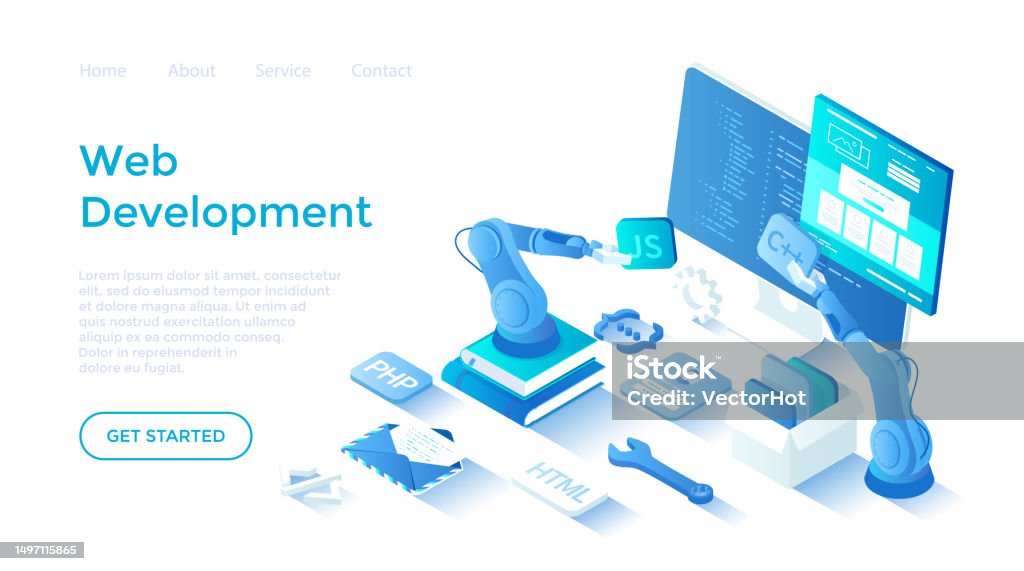 Home About Service Contact
Web
Development
Lorem ipsum dolor sit amet, consectetur
elit, sed do eiusmod tempor incididunt
et dolore magna aliqua. Ut enim ad
quis nostrud exercitation ullamco
aliquip ex ea commodo conseq.
Dolor in reprehenderit in
dolore eu fugiat.
GET STARTED
JS
C++
PHP
HTML
iStock
Credit: VectorHot
1497115865